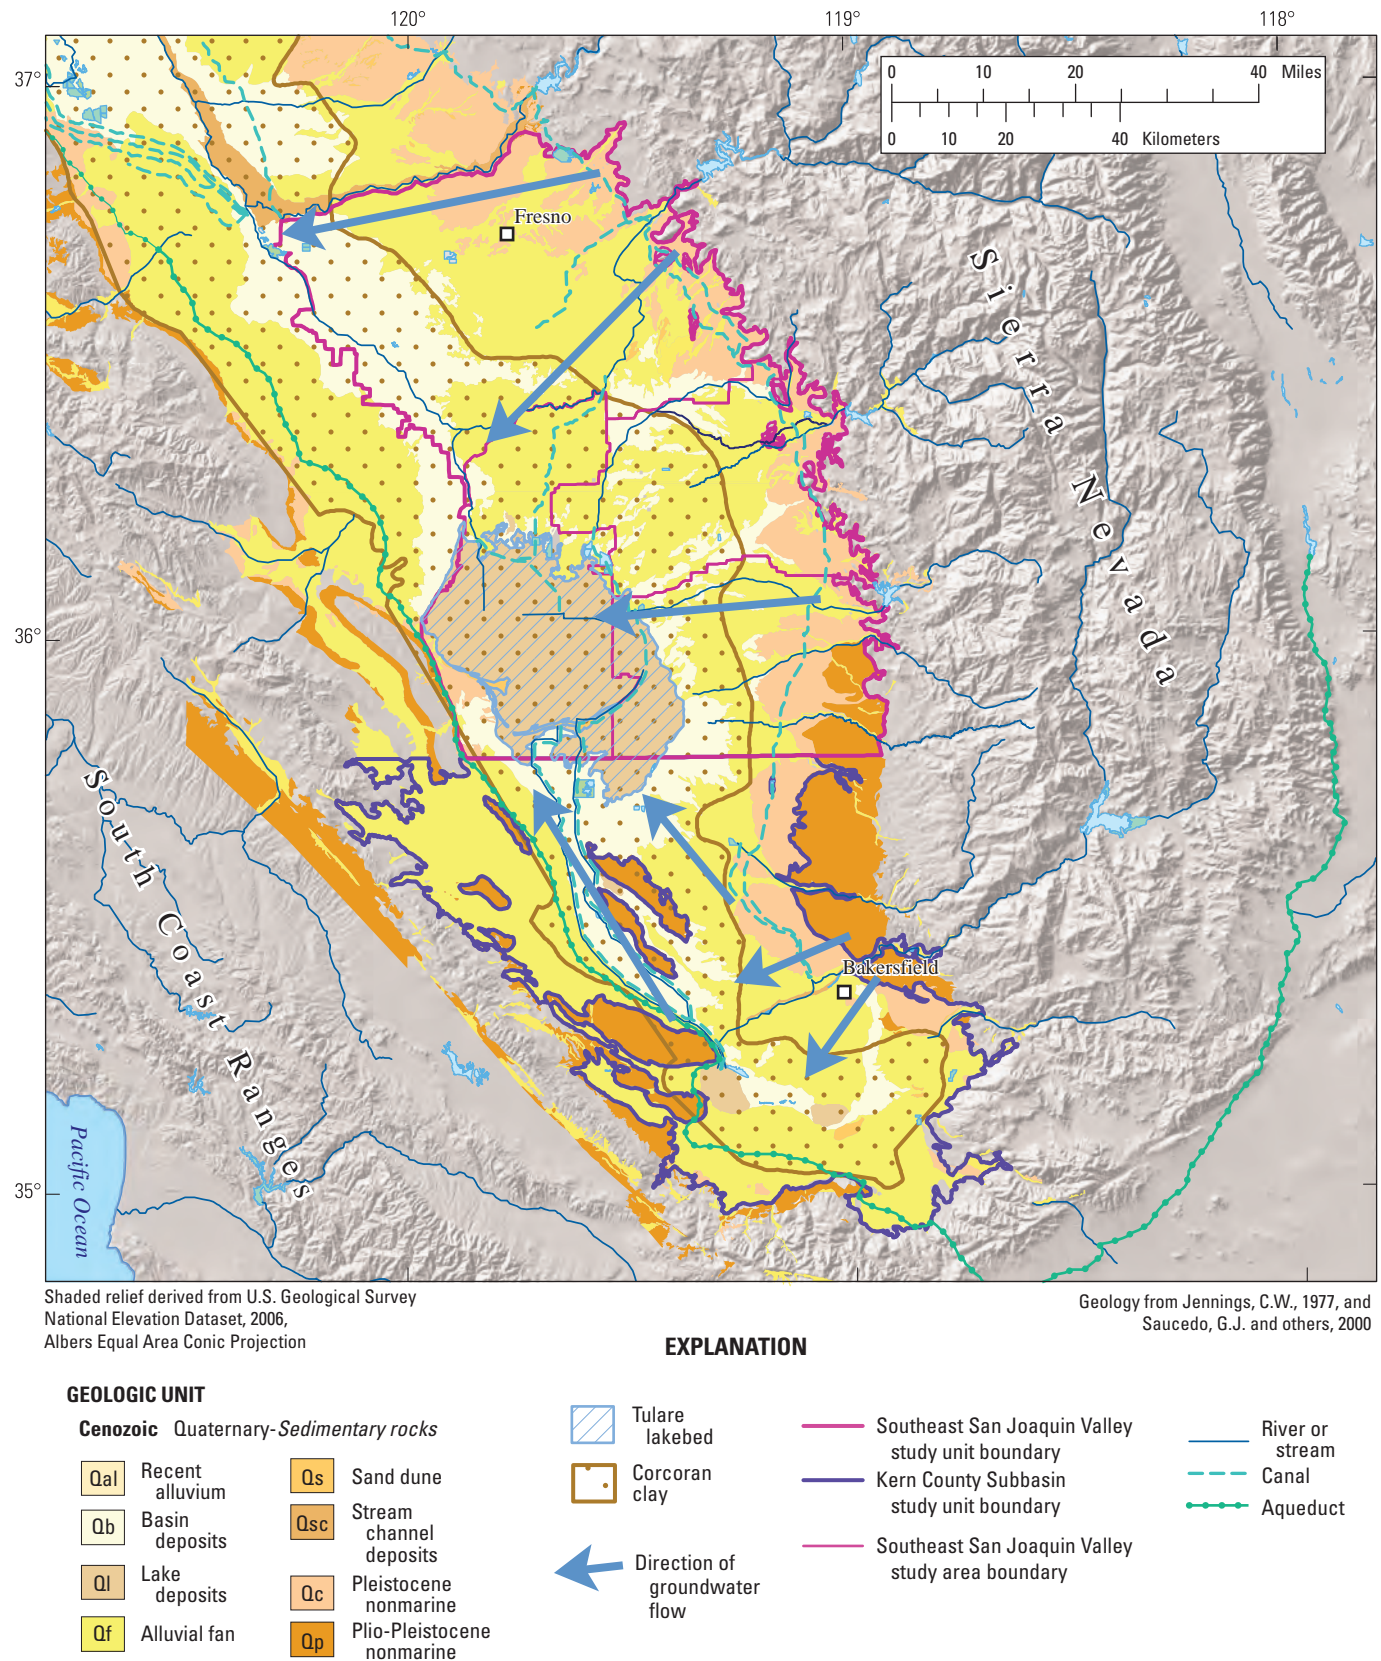 120°
119°
118°
37°
36°
35°
0 10 20 40 Miles
0 10 20 40 Kilometers
Fresno
Sierra Nevada
Bakersfield
South Coast Ranges
Pacific Ocean
Shaded relief derived from U.S. Geological Survey
National Elevation Dataset, 2006,
Albers Equal Area Conic Projection
Geology from Jennings, C.W., 1977, and
Saucedo, G.J. and others, 2000
EXPLANATION
GEOLOGIC UNIT
Cenozoic Quaternary-Sedimentary rocks
Qal Recent
alluvium
Qb Basin
deposits
Ql Lake
deposits
Qf Alluvial fan
Qs Sand dune
Qsc Stream
channel
deposits
Qc Pleistocene
nonmarine
Qp Plio-Pleistocene
nonmarine
Tulare
lakebed
Corcoran
clay
Direction of
groundwater
flow
Southeast San Joaquin Valley
study unit boundary
Kern County Subbasin
study unit boundary
Southeast San Joaquin Valley
study area boundary
River or
stream
Canal
Aqueduct